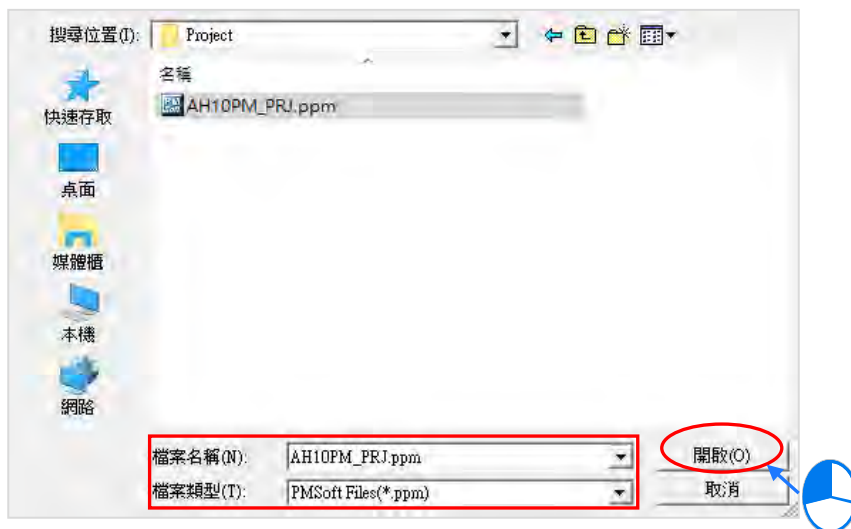 搜尋位置(I): Project
名稱
AH10PM_PRJ.ppm
快速存取
桌面
媒體櫃
本機
網路
檔案名稱(N): AH10PM_PRJ.ppm 開啟(O)
檔案類型(T): PMSoft Files(*.ppm) 取消